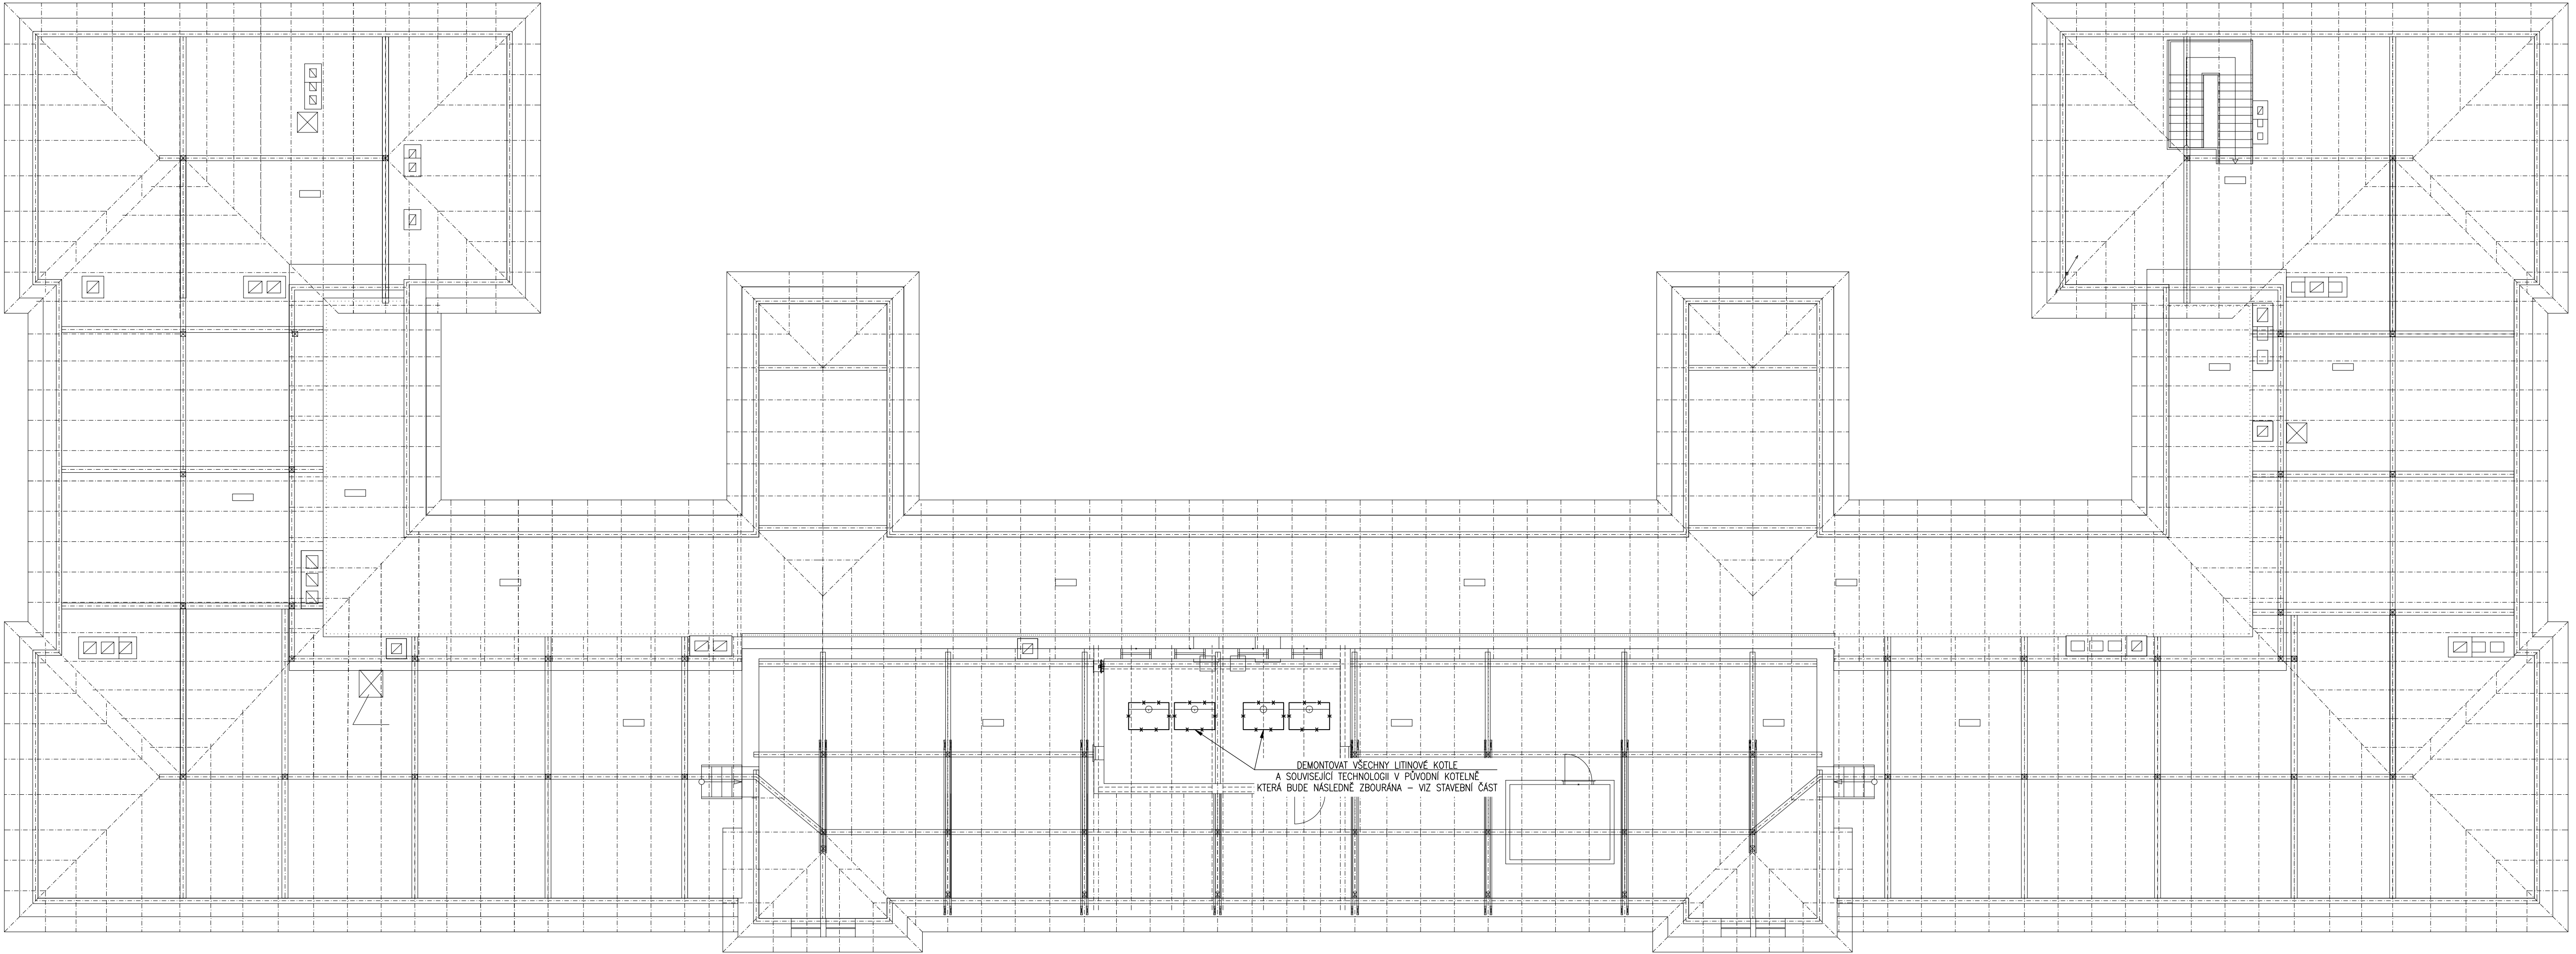 DEMONTOVAT VŠECHNY LITINOVÉ KOTLE
A SOUVISEJÍCÍ TECHNOLOGII V PŮVODNÍ KOTELNĚ
KTERÁ BUDE NÁSLEDNĚ ZBOURÁNA – VIZ STAVEBNÍ ČÁST